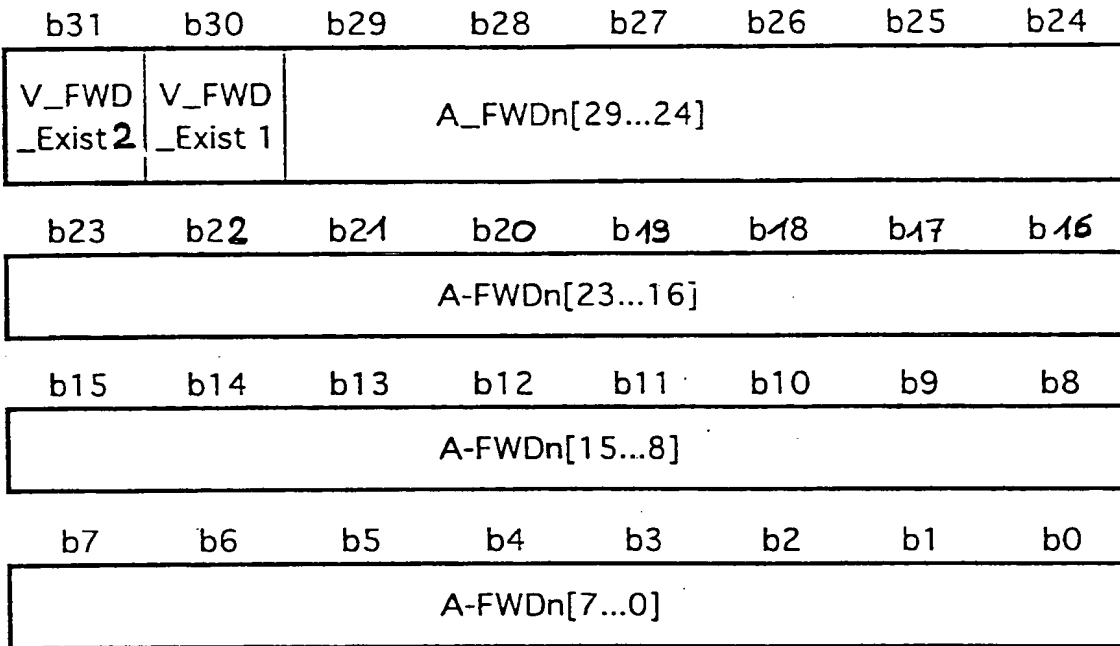 b31 b30 b29 b28 b27 b26 b25 b24
V_FWD V_FWD
A_FWDn[29...24]
_Exist 2 _Exist 1
b23 b22 b21 b20 b19 b18 b17 b16
A-FWDn[23...16]
b15 b14 b13 b12 b11 b10 b9 b8
A-FWDn[15...8]
b7 b6 b5 b4 b3 b2 b1 b0
A-FWDn[7...0]